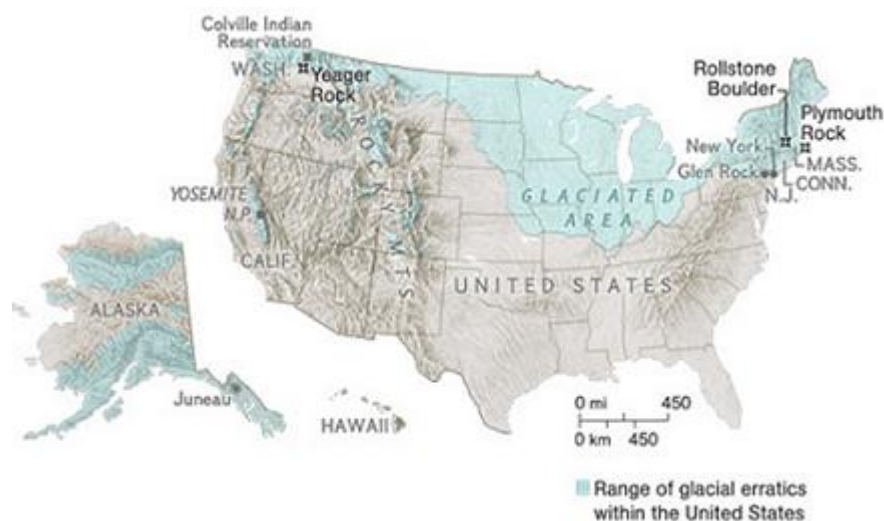 Colville Indian
Reservation
WASH.
Yeager
Rock
ROCKY MTS
YOSEMITE
N.P.
CALIF.
GLACIATED
AREA
UNITED STATES
Rollstone
Boulder
Plymouth
Rock
New York
MASS.
Glen Rock
CONN.
N.J.
ALASKA
Juneau
HAWAII
0 mi 450
0 km 450
Range of glacial erratics
within the United States